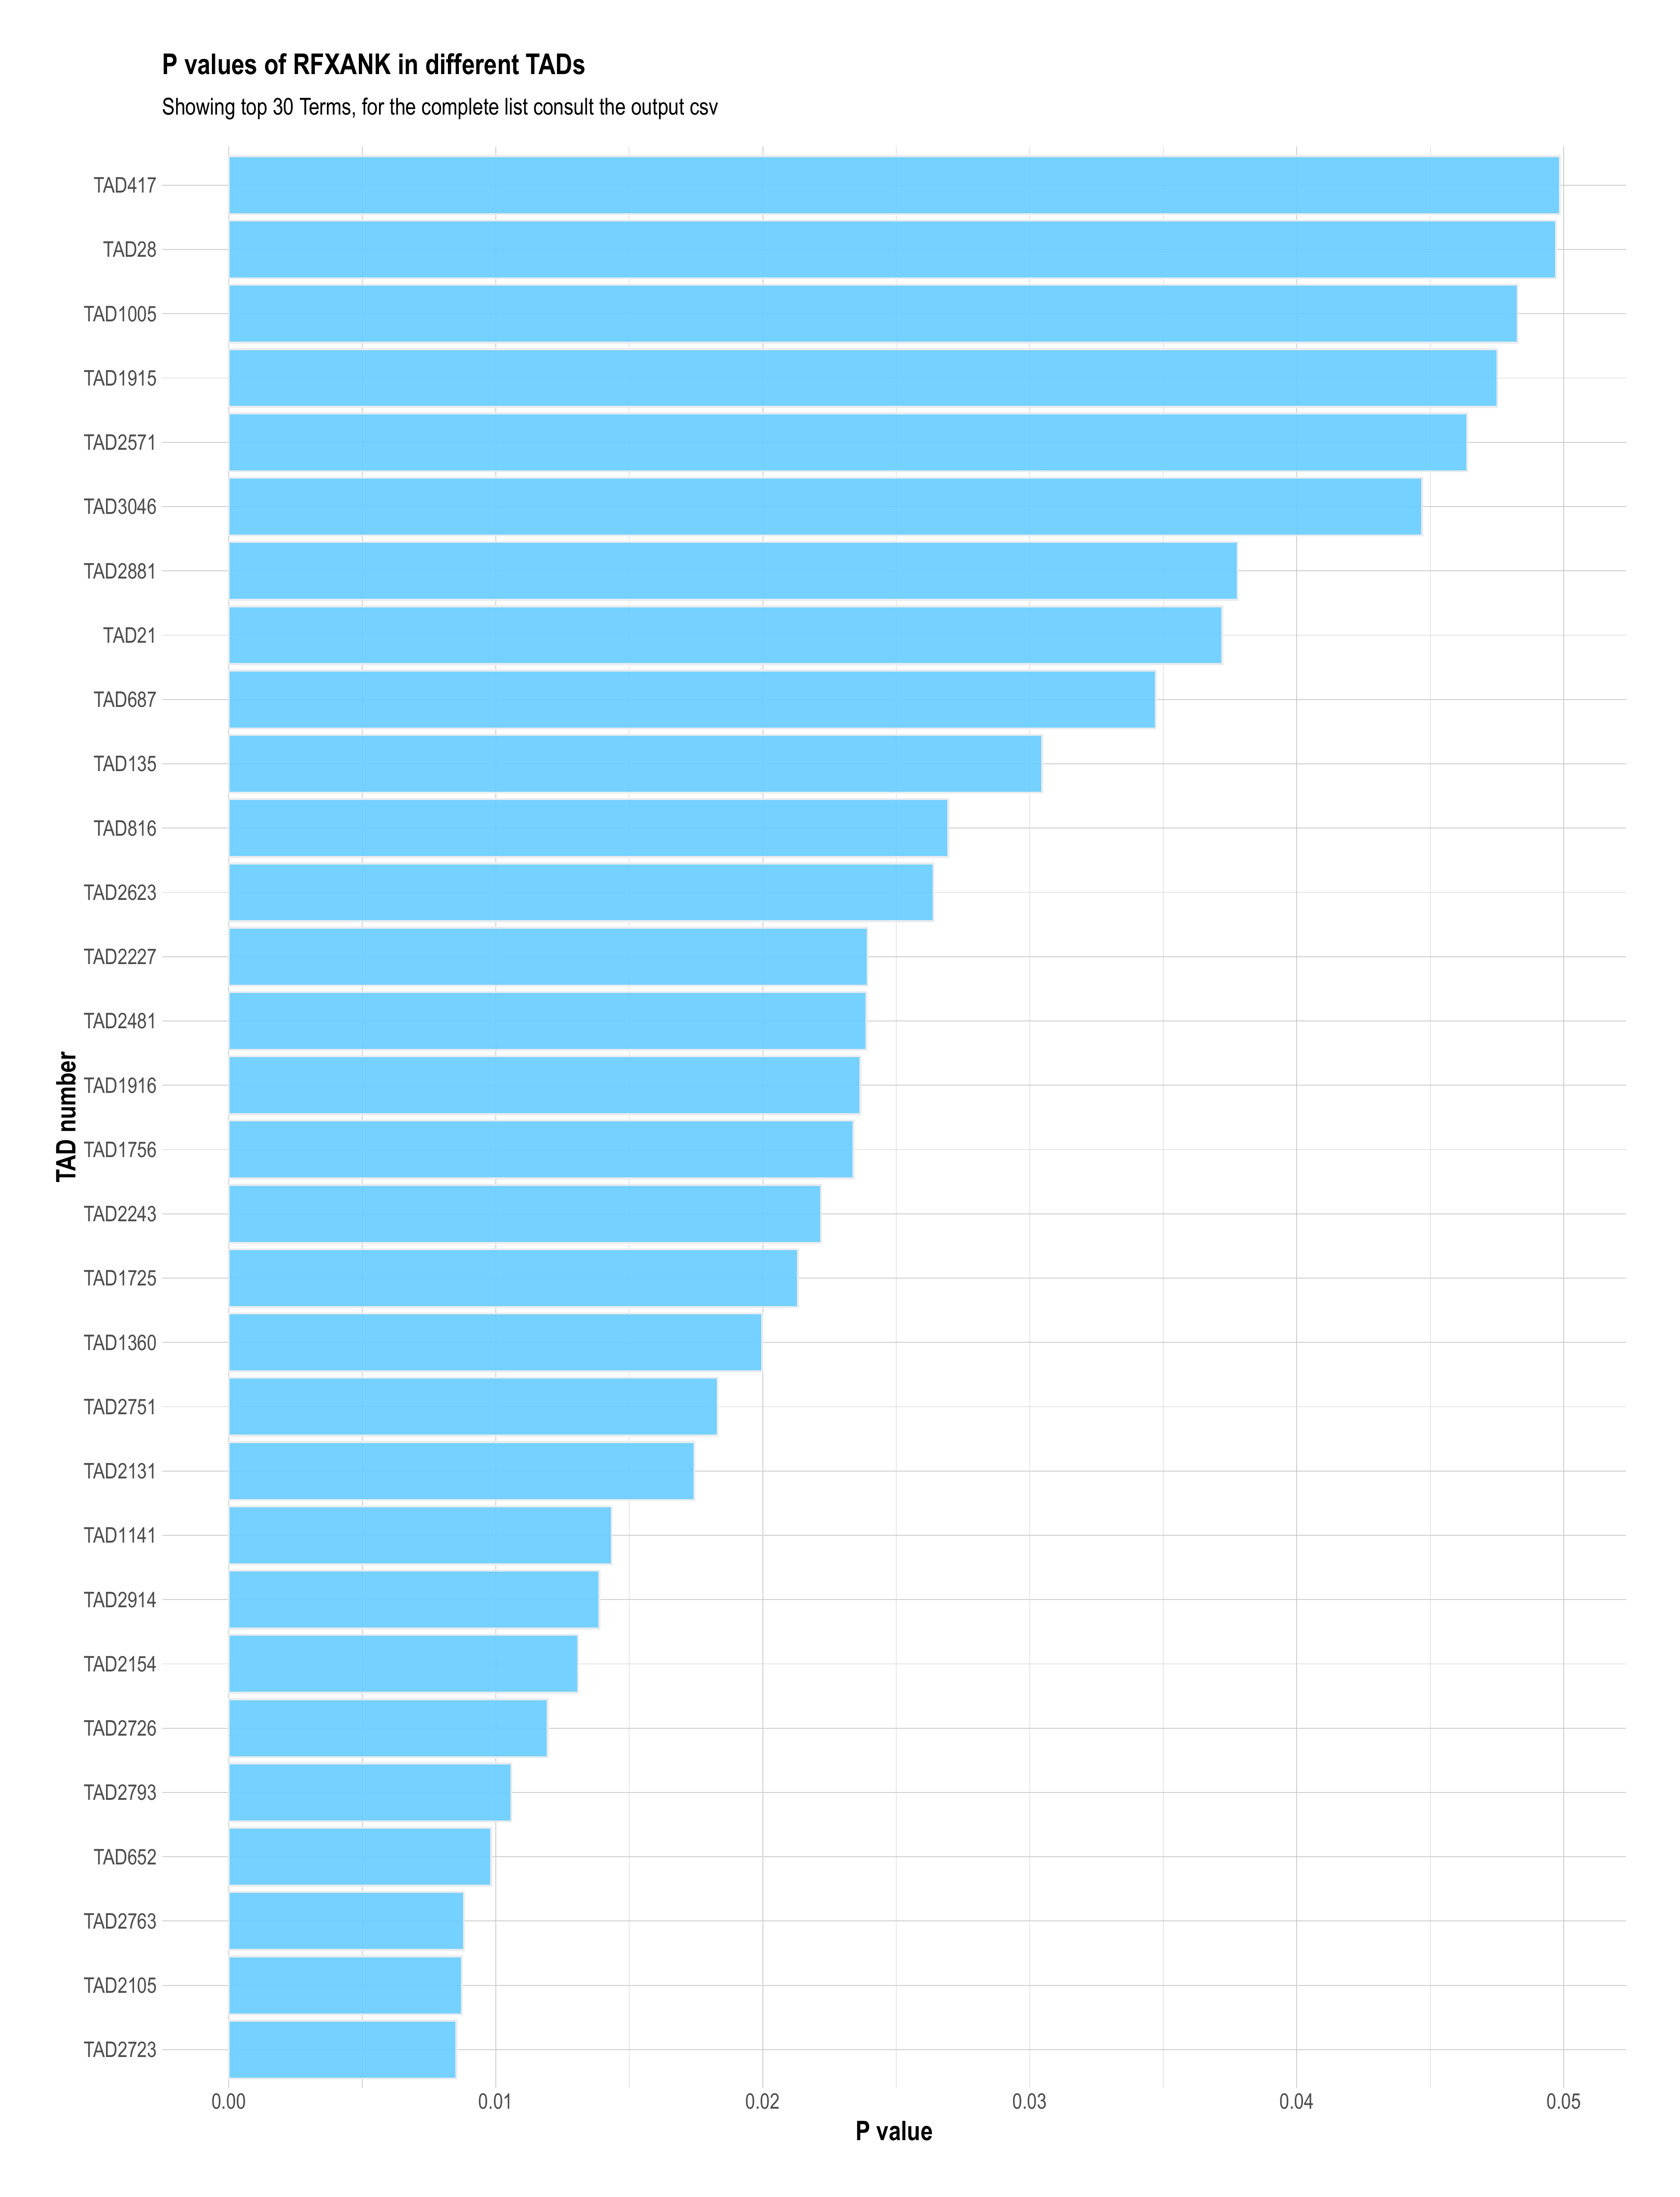 P values of RFXANK in different TADs
Showing top 30 Terms, for the complete list consult the output csv
TAD417
TAD28
TAD1005
TAD1915
TAD2571
TAD3046
TAD2881
TAD21
TAD687
TAD135
TAD816
TAD2623
TAD2227
TAD2481
TAD1916
TAD1756
TAD2243
TAD1725
TAD1360
TAD2751
TAD2131
TAD1141
TAD2914
TAD2154
TAD2726
TAD2793
TAD652
TAD2763
TAD2105
TAD2723
TAD number
0.00 0.01 0.02 0.03 0.04 0.05
P value